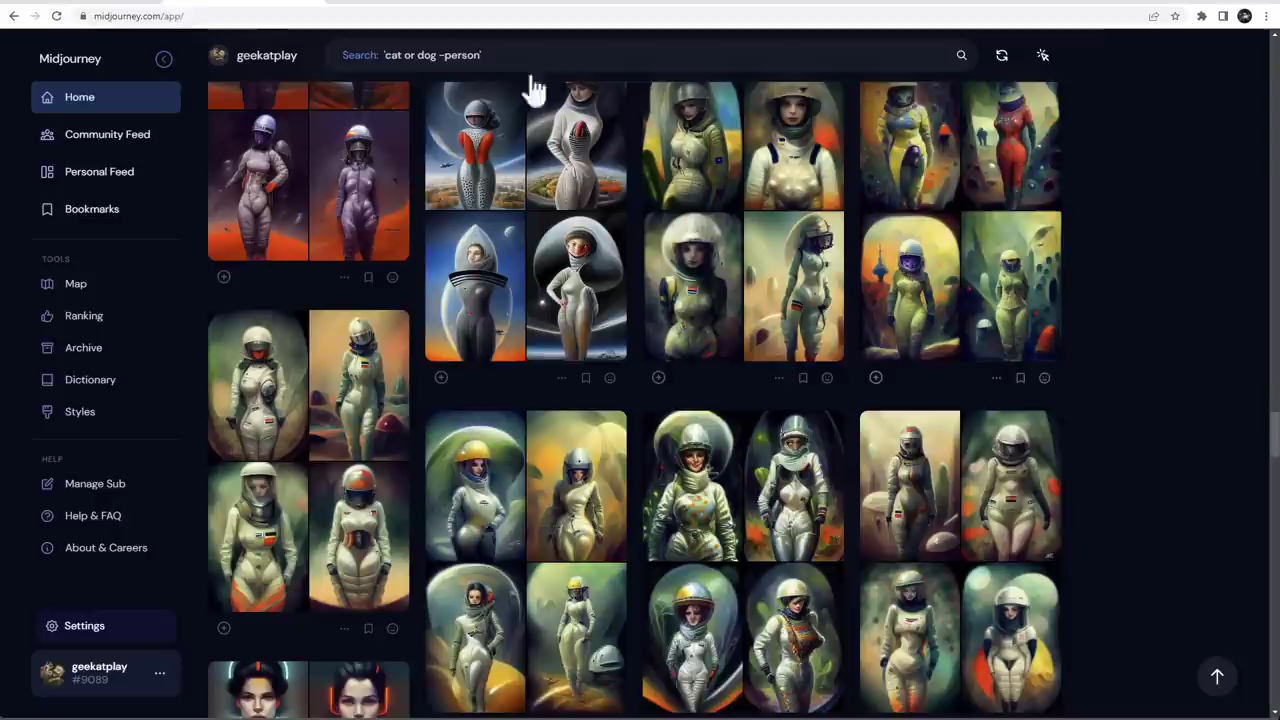 midjourney.com/app/
Midjourney
geekatplay
Search: 'cat or dog -person'
Home
Community Feed
Personal Feed
Bookmarks
TOOLS
Map
Ranking
Archive
Dictionary
Styles
HELP
Manage Sub
Help & FAQ
About & Careers
Settings
geekatplay
#9089